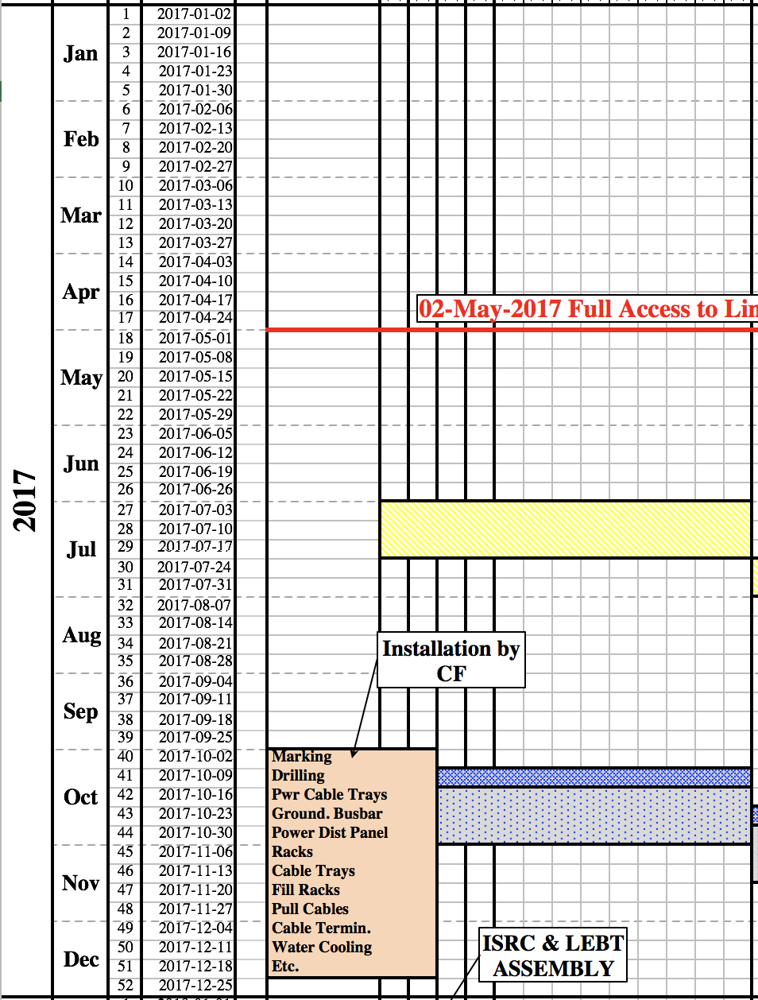 2017
Jan
1 2017-01-02
2 2017-01-09
3 2017-01-16
4 2017-01-23
5 2017-01-30
Feb
6 2017-02-06
7 2017-02-13
8 2017-02-20
9 2017-02-27
Mar
10 2017-03-06
11 2017-03-13
12 2017-03-20
13 2017-03-27
Apr
14 2017-04-03
15 2017-04-10
16 2017-04-17
17 2017-04-24
02-May-2017 Full Access to Lin
May
18 2017-05-01
19 2017-05-08
20 2017-05-15
21 2017-05-22
22 2017-05-29
Jun
23 2017-06-05
24 2017-06-12
25 2017-06-19
26 2017-06-26
Jul
27 2017-07-03
28 2017-07-10
29 2017-07-17
30 2017-07-24
31 2017-07-31
Aug
32 2017-08-07
33 2017-08-14
34 2017-08-21
35 2017-08-28
Installation by
CF
Sep
36 2017-09-04
37 2017-09-11
38 2017-09-18
39 2017-09-25
Oct
40 2017-10-02 Marking
41 2017-10-09 Drilling
42 2017-10-16 Pwr Cable Trays
43 2017-10-23 Ground. Busbar
44 2017-10-30 Power Dist Panel
Nov
45 2017-11-06 Racks
46 2017-11-13 Cable Trays
47 2017-11-20 Fill Racks
48 2017-11-27 Pull Cables
Dec
49 2017-12-04 Cable Termin.
50 2017-12-11 Water Cooling
51 2017-12-18 Etc.
52 2017-12-25
ISRC & LEBT
ASSEMBLY